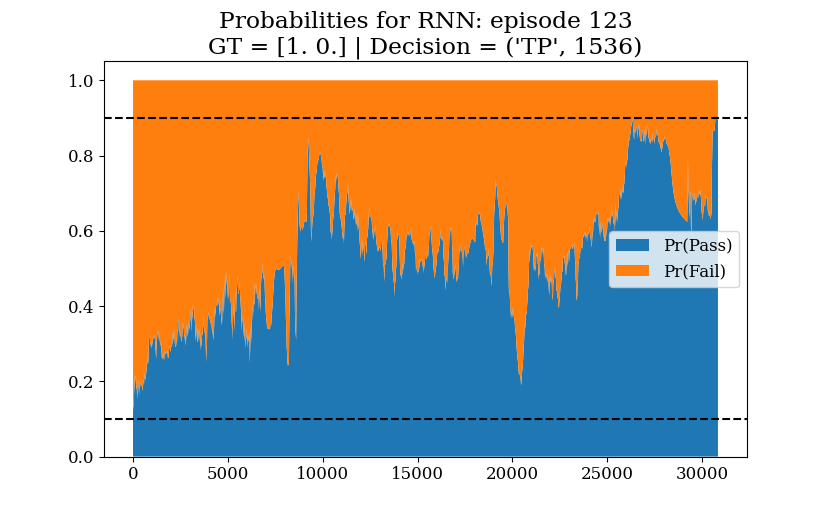 Probabilities for RNN: episode 123
GT = [1. 0.] | Decision = ('TP', 1536)
1.0
0.8
0.6
0.4
0.2
0.0
Pr(Pass)
Pr(Fail)
0 5000 10000 15000 20000 25000 30000